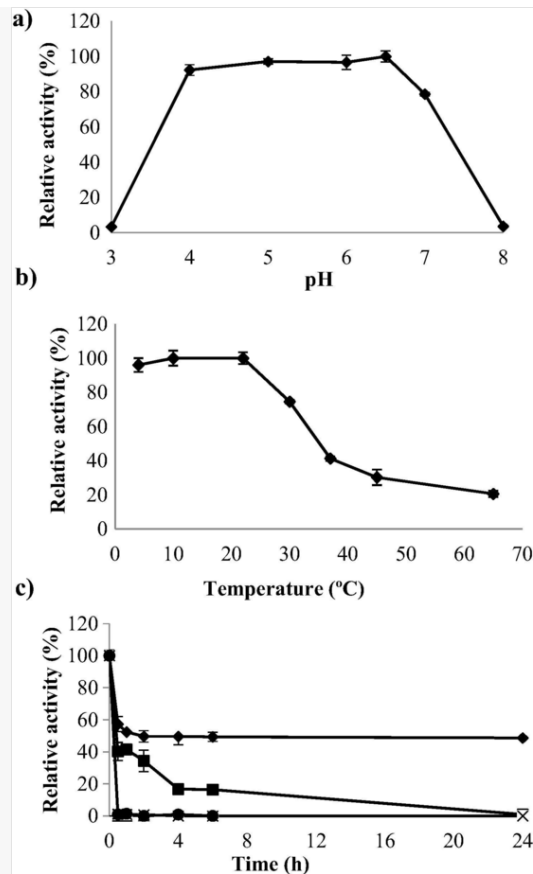 a)
Relative activity (%)
120
100
80
60
40
20
0
3 4 5 6 7 8
pH
b)
Relative activity (%)
120
100
80
60
40
20
0
0 10 20 30 40 50 60 70
Temperature (ºC)
c)
Relative activity (%)
120
100
80
60
40
20
0
0 4 8 12 16 20 24
Time (h)